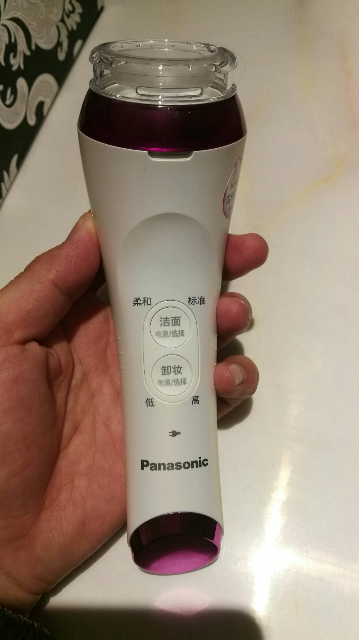 柔和 标准
洁面
电源/选择
卸妆
电源/选择
低 高
Panasonic